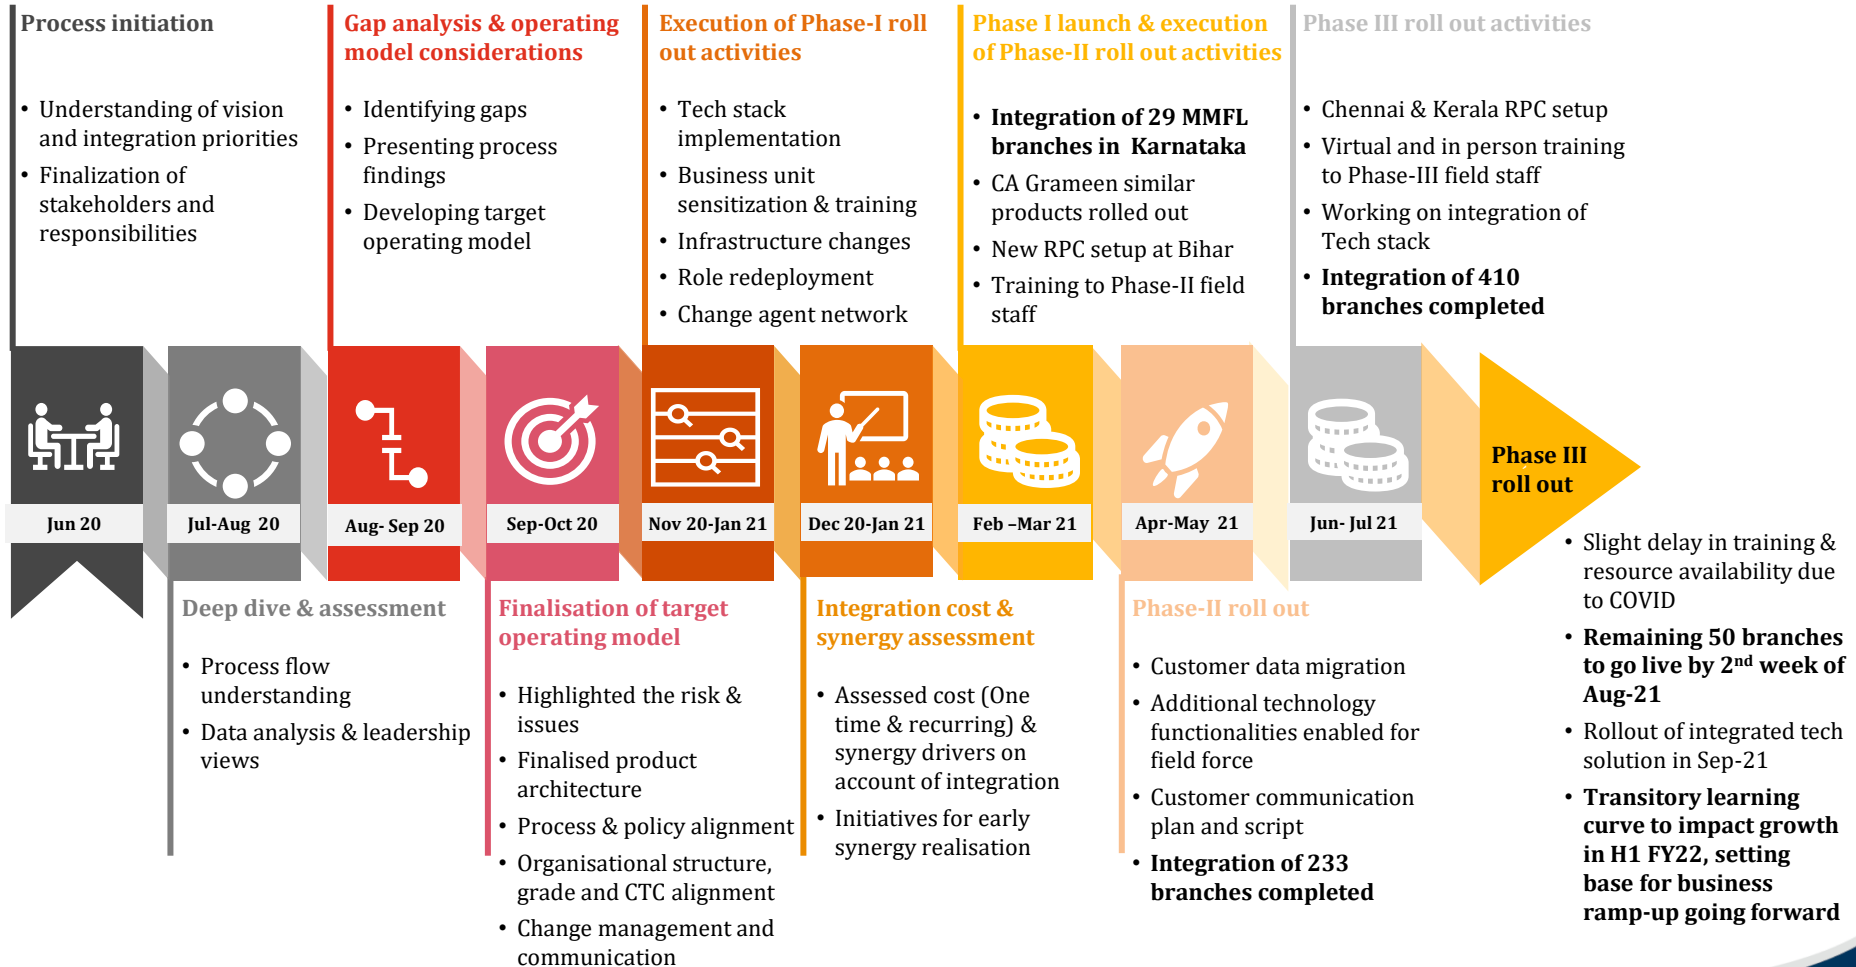 Process initiation
• Understanding of vision
and integration priorities
• Finalization of
stakeholders and
responsibilities
Gap analysis & operating
model considerations
• Identifying gaps
• Presenting process
findings
• Developing target
operating model
Execution of Phase-I roll
out activities
• Tech stack
implementation
• Business unit
sensitization & training
• Infrastructure changes
• Role redeployment
• Change agent network
Phase I launch & execution
of Phase-II roll out activities
• Integration of 29 MMFL
branches in Karnataka
• CA Grameen similar
products rolled out
• New RPC setup at Bihar
• Training to Phase-II field
staff
Phase III roll out activities
• Chennai & Kerala RPC setup
• Virtual and in person training
to Phase-III field staff
• Working on integration of
Tech stack
• Integration of 410
branches completed
Jun 20
Jul-Aug 20
Aug- Sep 20
Sep-Oct 20
Nov 20-Jan 21
Dec 20-Jan 21
Feb –Mar 21
Apr-May 21
Jun- Jul 21
Phase III
roll out
Deep dive & assessment
• Process flow
understanding
• Data analysis & leadership
views
Finalisation of target
operating model
• Highlighted the risk &
issues
• Finalised product
architecture
• Process & policy alignment
• Organisational structure,
grade and CTC alignment
• Change management and
communication
Integration cost &
synergy assessment
• Assessed cost (One
time & recurring) &
synergy drivers on
account of integration
• Initiatives for early
synergy realisation
Phase-II roll out
• Customer data migration
• Additional technology
functionalities enabled for
field force
• Customer communication
plan and script
• Integration of 233
branches completed
• Slight delay in training &
resource availability due
to COVID
• Remaining 50 branches
to go live by 2nd week of
Aug-21
• Rollout of integrated tech
solution in Sep-21
• Transitory learning
curve to impact growth
in H1 FY22, setting
base for business
ramp-up going forward